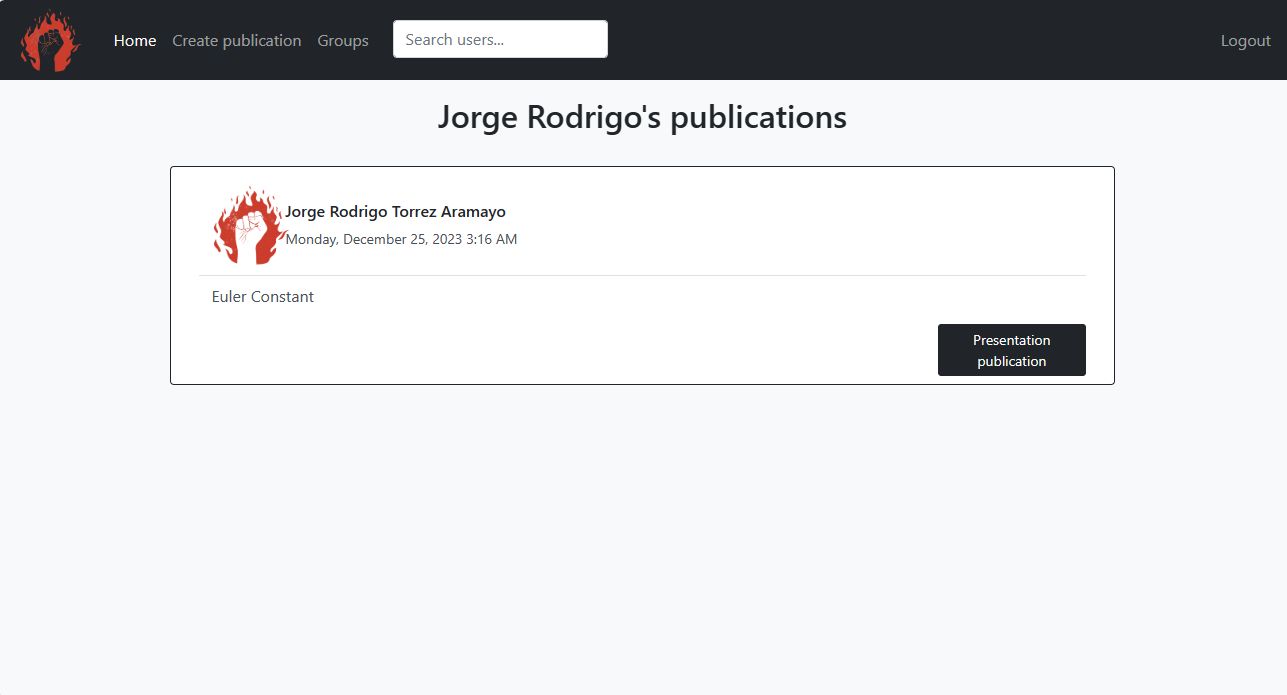 Home Create publication Groups Search users... Logout
Jorge Rodrigo's publications
Jorge Rodrigo Torrez Aramayo
Monday, December 25, 2023 3:16 AM
Euler Constant
Presentation
publication